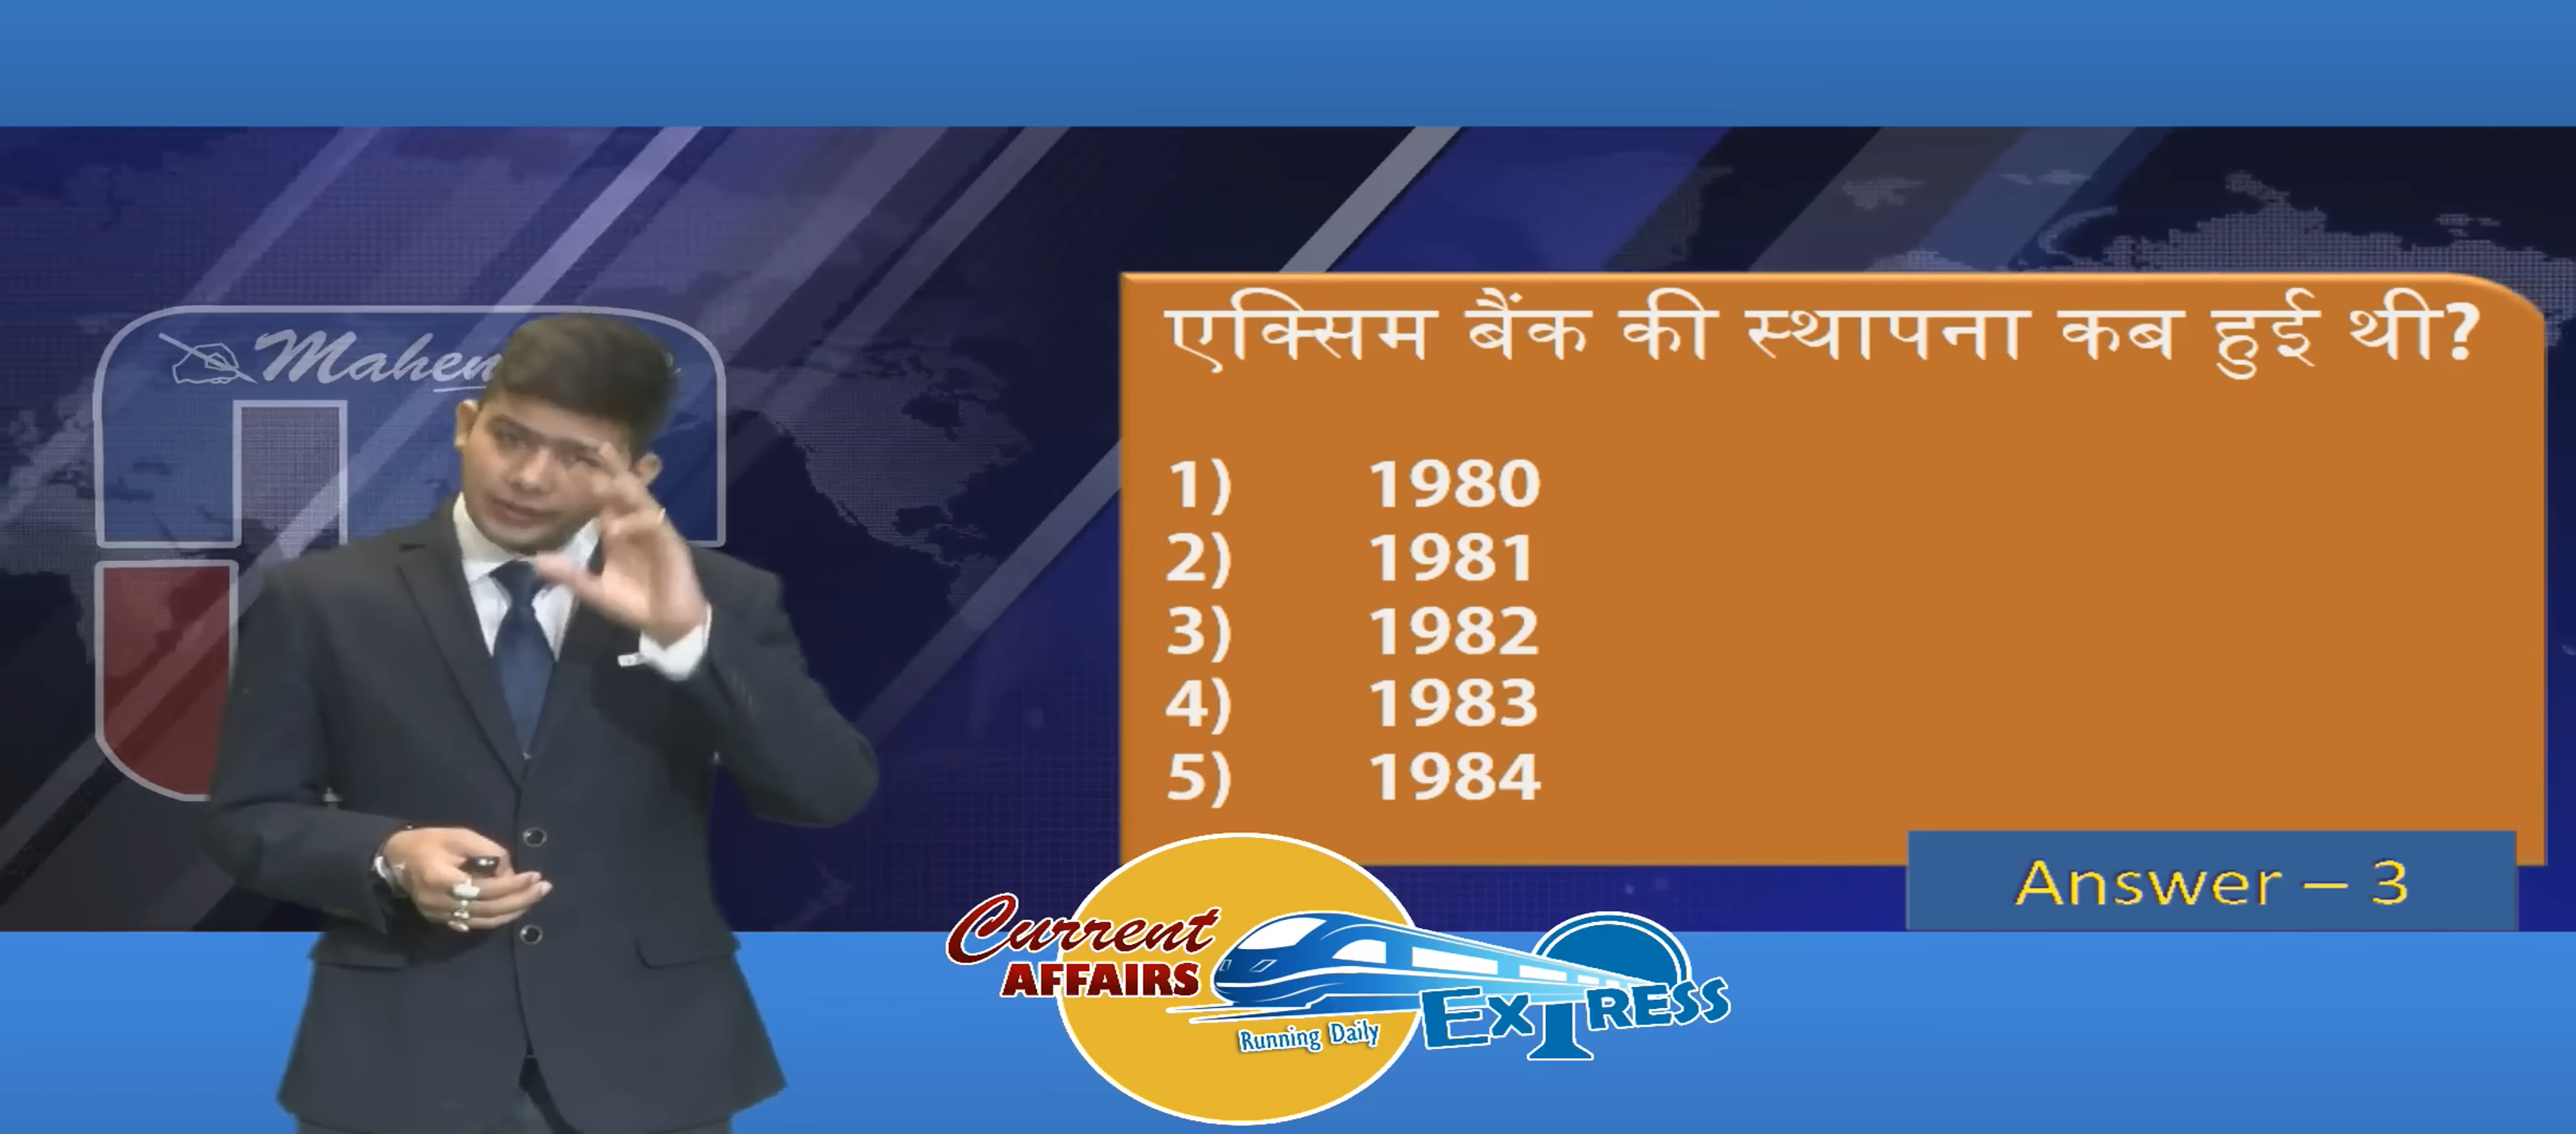 एक्सिम बैंक की स्थापना कब हुई थी?
1) 1980
2) 1981
3) 1982
4) 1983
5) 1984
Answer – 3
Current
AFFAIRS
Running Daily
EXPRESS